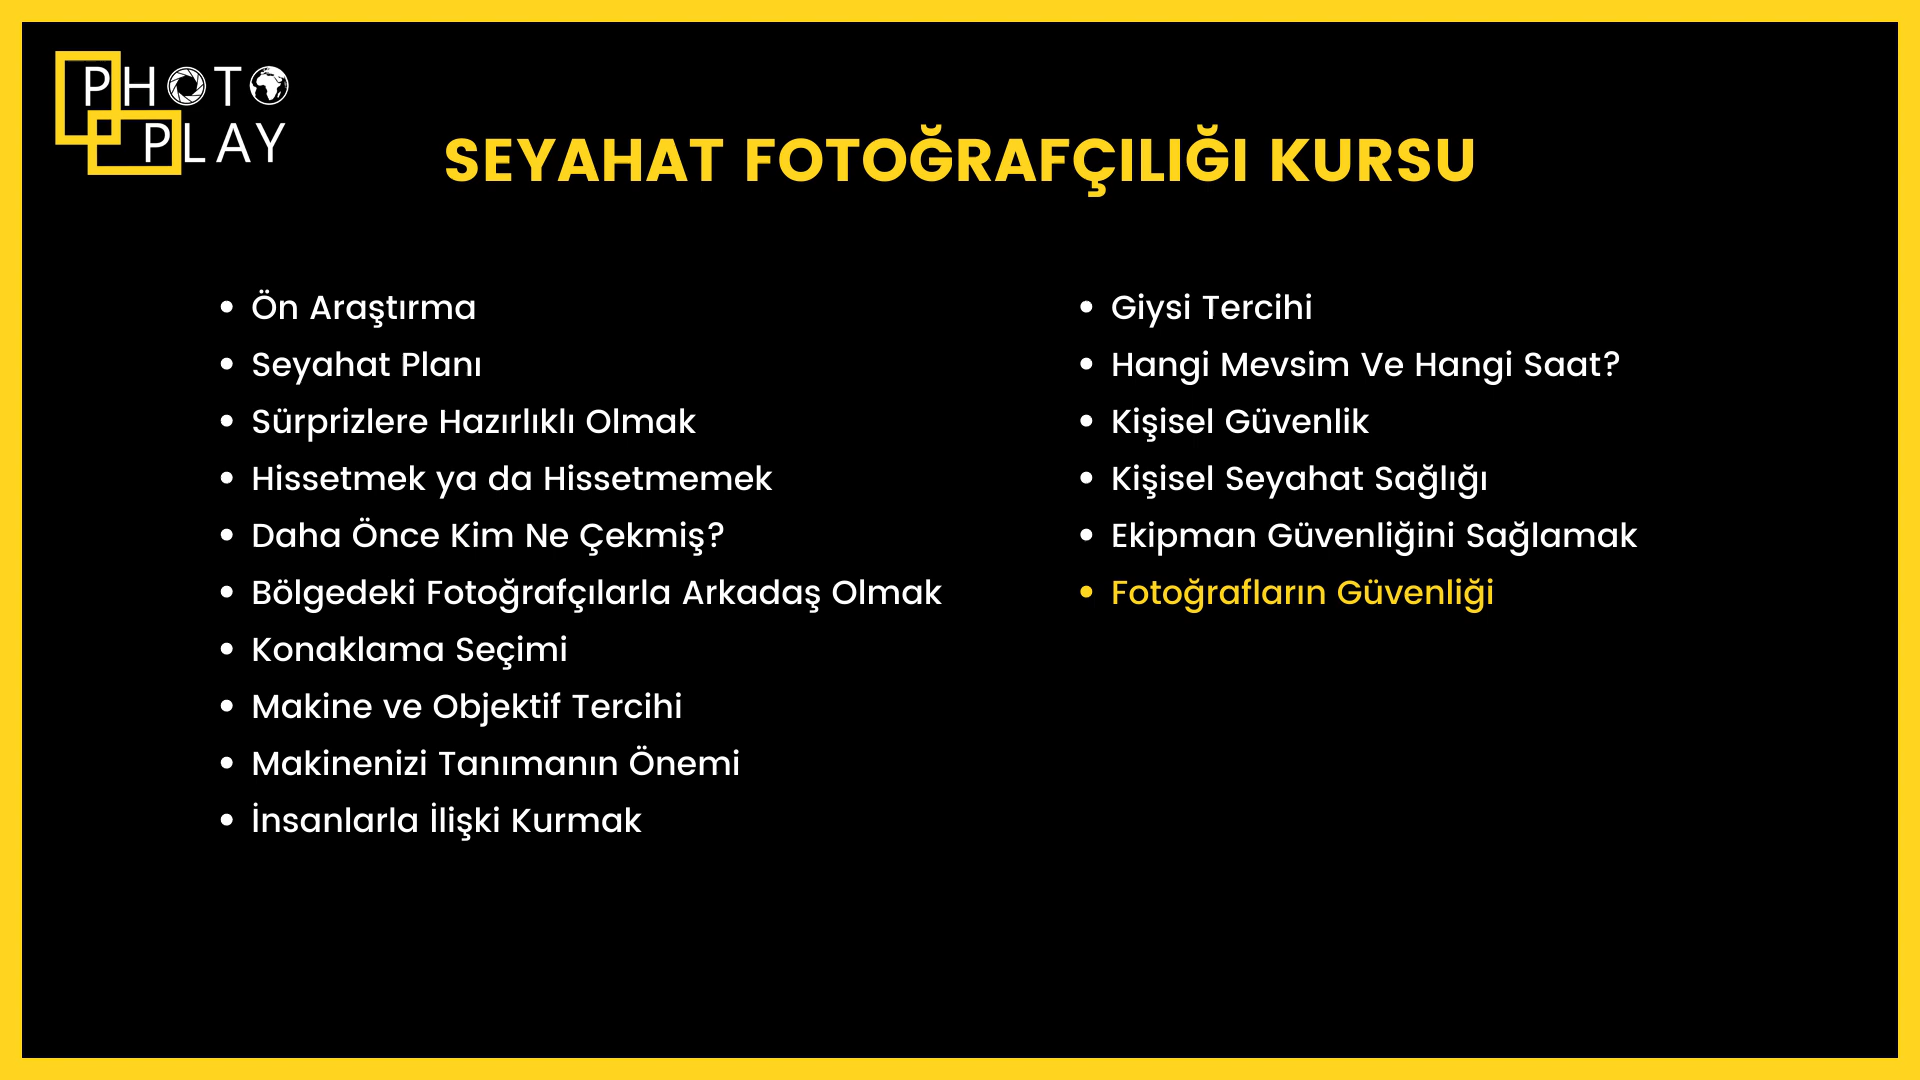 PHOTO
PLAY
SEYAHAT FOTOĞRAFÇILIĞI KURSU
• Ön Araştırma
• Seyahat Planı
• Sürprizlere Hazırlıklı Olmak
• Hissetmek ya da Hissetmemek
• Daha Önce Kim Ne Çekmiş?
• Bölgedeki Fotoğrafçılarla Arkadaş Olmak
• Konaklama Seçimi
• Makine ve Objektif Tercihi
• Makinenizi Tanımanın Önemi
• İnsanlarla İlişki Kurmak
• Giysi Tercihi
• Hangi Mevsim Ve Hangi Saat?
• Kişisel Güvenlik
• Kişisel Seyahat Sağlığı
• Ekipman Güvenliğini Sağlamak
• Fotoğrafların Güvenliği